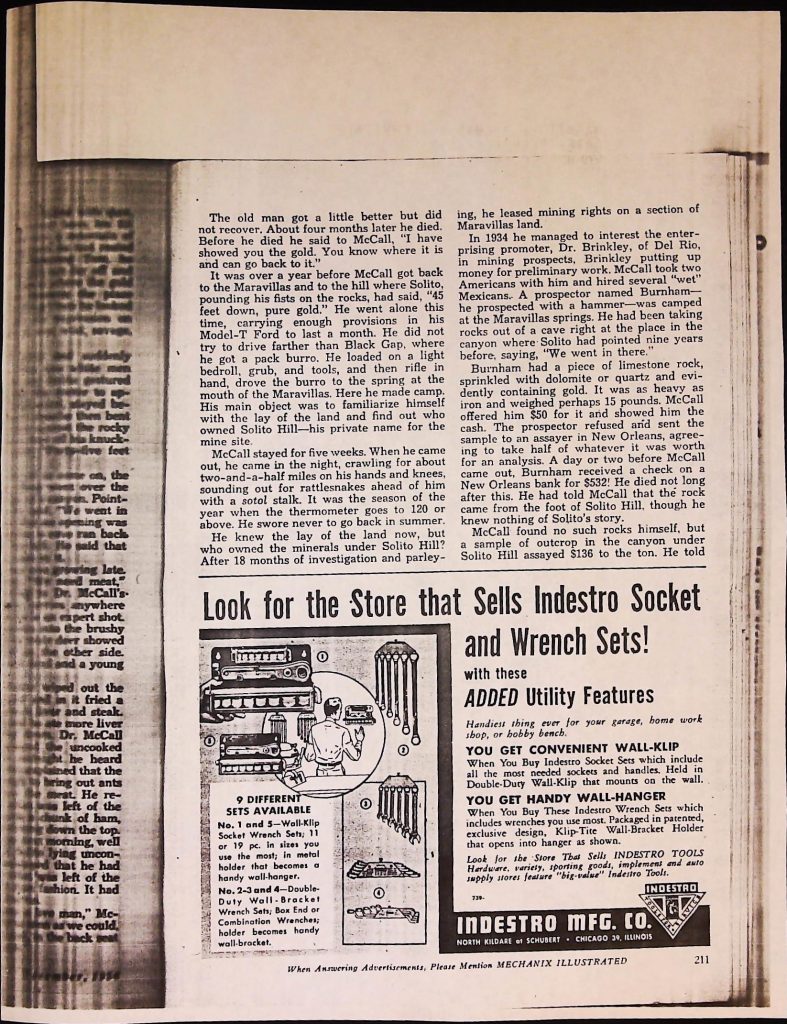 The old man got a little better but did
not recover. About four months later he died.
Before he died he said to McCall, "I have
showed you the gold. You know where it is
and can go back to it."
It was over a year before McCall got back
to the Maravillas and to the hill where Solito,
pounding his fists on the rocks, had said, "45
feet down, pure gold." He went alone this
time, carrying enough provisions in his
Model-T Ford to last a month. He did not
try to drive farther than Black Gap, where
he got a pack burro. He loaded on a light
bedroll, grub, and tools, and then rifle in
hand, drove the burro to the spring at the
mouth of the Maravillas. Here he made camp.
His main object was to familiarize himself
with the lay of the land and find out who
owned Solito Hill—his private name for the
mine site.
McCall stayed for five weeks. When he came
out, he came in the night, crawling for about
two-and-a-half miles on his hands and knees,
sounding out for rattlesnakes ahead of him
with a sotol stalk. It was the season of the
year when the thermometer goes to 120 or
above. He swore never to go back in summer.
He knew the lay of the land now, but
who owned the minerals under Solito Hill?
After 18 months of investigation and parley-
ing, he leased mining rights on a section of
Maravillas land.
In 1934 he managed to interest the enter-
prising promoter, Dr. Brinkley, of Del Rio,
in mining prospects, Brinkley putting up
money for preliminary work. McCall took two
Americans with him and hired several "wet"
Mexicans. A prospector named Burnham—
he prospected with a hammer—was camped
at the Maravillas springs. He had been taking
rocks out of a cave right at the place in the
canyon where Solito had pointed nine years
before, saying, "We went in there."
Burnham had a piece of limestone rock,
sprinkled with dolomite or quartz and evi-
dently containing gold. It was as heavy as
iron and weighed perhaps 15 pounds. McCall
offered him $50 for it and showed him the
cash. The prospector refused and sent the
sample to an assayer in New Orleans, agree-
ing to take half of whatever it was worth
for an analysis. A day or two before McCall
came out, Burnham received a check on a
New Orleans bank for $532! He died not long
after this. He had told McCall that the rock
came from the foot of Solito Hill, though he
knew nothing of Solito's story.
McCall found no such rocks himself, but
a sample of outcrop in the canyon under
Solito Hill assayed $136 to the ton. He told
Look for the Store that Sells Indestro Socket
and Wrench Sets!
with these
ADDED Utility Features
Handiest thing ever for your garage, home work
shop, or hobby bench.
YOU GET CONVENIENT WALL-KLIP
When You Buy Indestro Socket Sets which include
all the most needed sockets and handles. Held in
Double-Duty Wall-Klip that mounts on the wall.
YOU GET HANDY WALL-HANGER
When You Buy These Indestro Wrench Sets which
includes wrenches you use most. Packaged in patented,
exclusive design, Klip-Tite Wall-Bracket Holder
that opens into hanger as shown.
Look for the Store That Sells INDESTRO TOOLS
Hardware, variety, sporting goods, implement and auto
supply stores feature "big-value" Indestro Tools.
739-
INDESTRO
INDESTRO MFG. CO.
NORTH KILDARE at SCHUBERT • CHICAGO 39, ILLINOIS
1
2
3
4
5
9 DIFFERENT
SETS AVAILABLE
No. 1 and 5—Wall-Klip
Socket Wrench Sets; 11
or 19 pc. in sizes you
use the most; in metal
holder that becomes a
handy wall-hanger.
No. 2-3 and 4—Double-
Duty Wall-Bracket
Wrench Sets; Box End or
Combination Wrenches;
holder becomes handy
wall-bracket.
When Answering Advertisements, Please Mention MECHANIX ILLUSTRATED
211